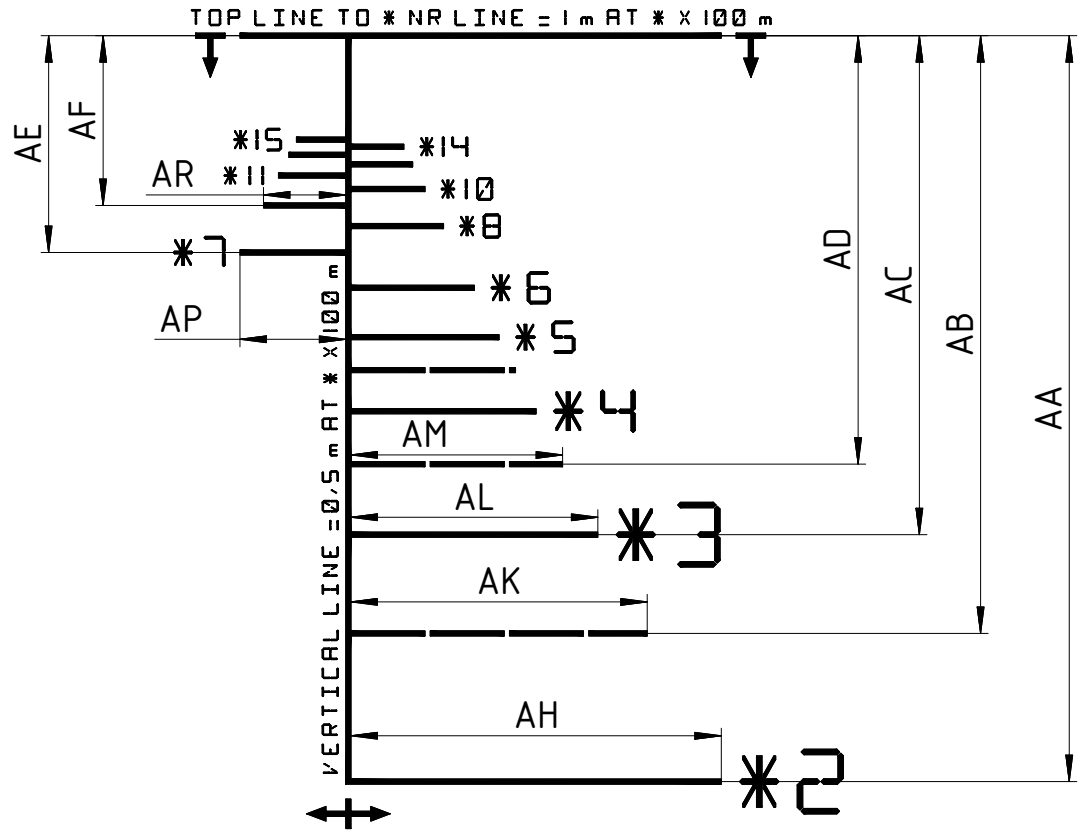 TOP LINE TO * NR LINE = 1 m AT * X 100 m
AE
AF
*15
*14
*11
AR
*10
*8
*7
AD
AC
AB
AA
*6
AP
*5
*4
AM
AL
*3
AK
VERTICAL LINE = 0,5 m AT * X 100 m
AH
*2